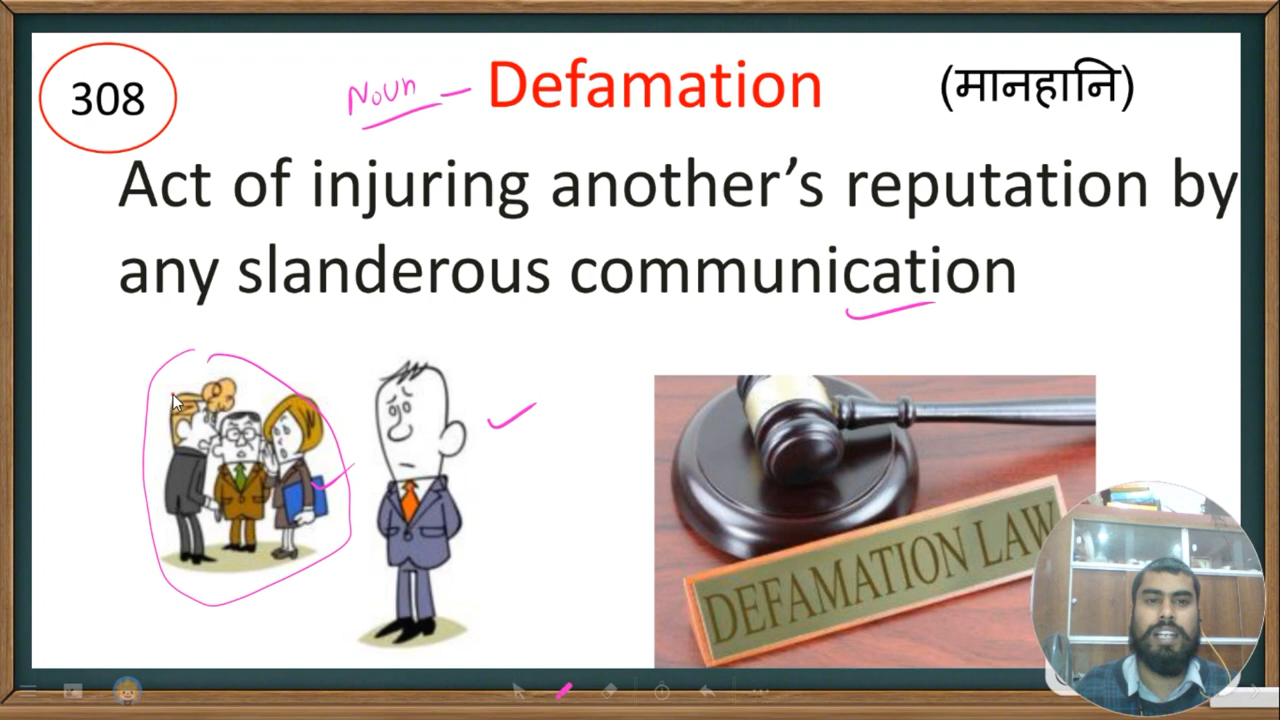 308
Noun - Defamation (मानहानि)
Act of injuring another’s reputation by
any slanderous communication
DEFAMATION LAW